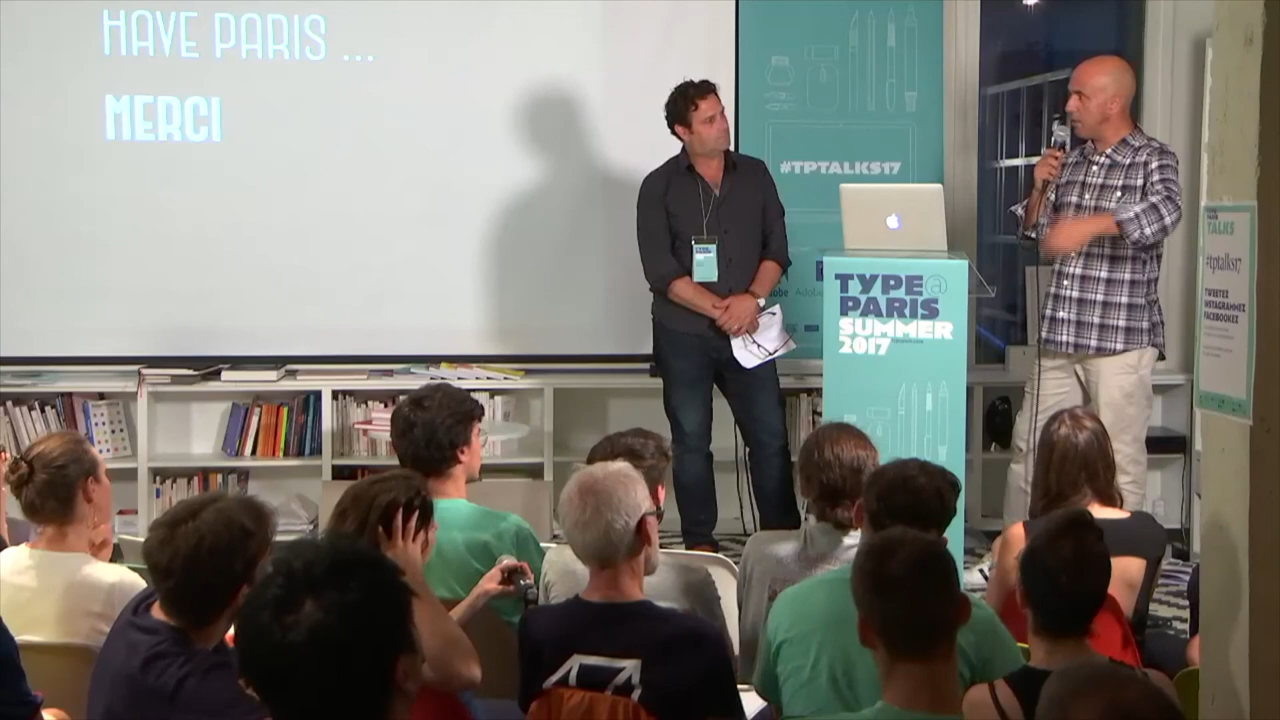 HAVE PARIS ...
MERCI
#TPTALKS17
TYPE@
PARIS
SUMMER
2017
TALKS
#tptalks17
TWEETEZ
INSTAGRAMMEZ
FACEBOOKEZ